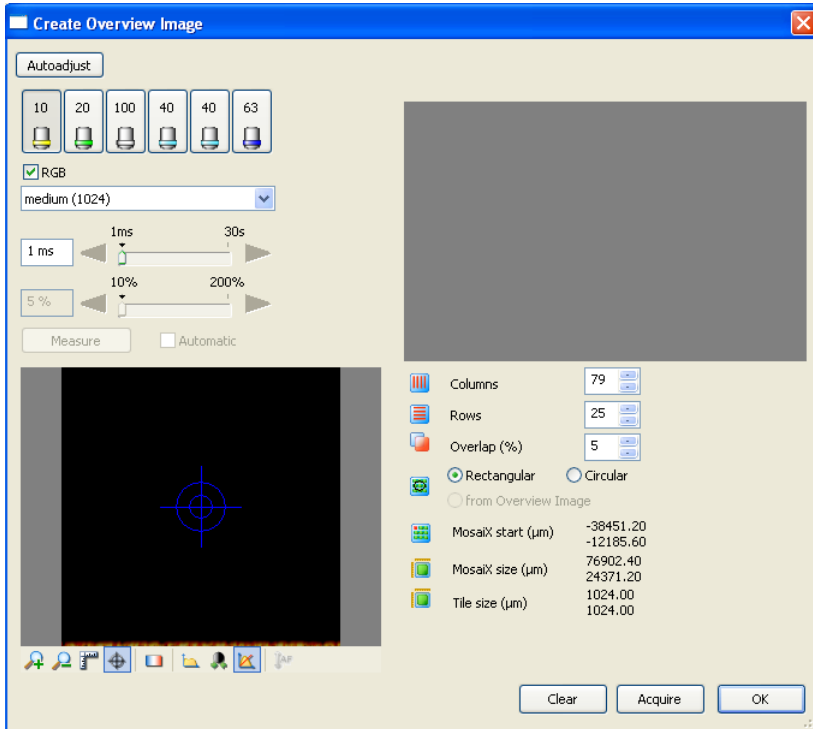 Create Overview Image
Autoadjust
10 20 100 40 40 63
RGB
medium (1024)
1ms 30s
1 ms
10% 200%
5 %
Measure Automatic
Columns 79
Rows 25
Overlap (%) 5
Rectangular Circular
from Overview Image
MosaiX start (µm) -38451.20
-12185.60
MosaiX size (µm) 76902.40
24371.20
Tile size (µm) 1024.00
1024.00
AF
Clear Acquire OK